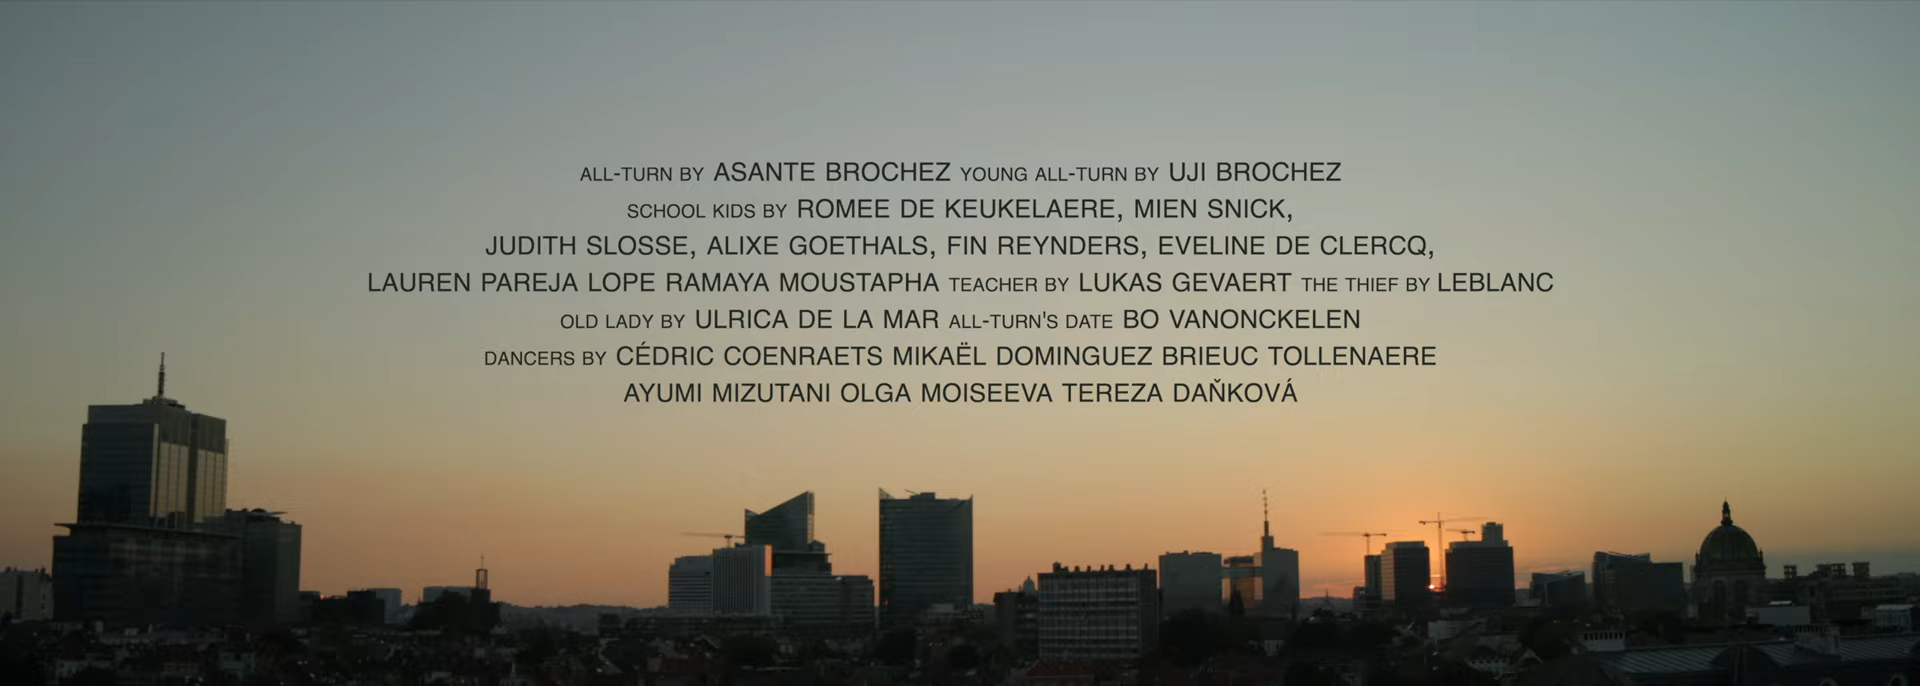 ALL-TURN BY ASANTE BROCHEZ YOUNG ALL-TURN BY UJI BROCHEZ
SCHOOL KIDS BY ROMEE DE KEUKELAERE, MIEN SNICK,
JUDITH SLOSSE, ALIXE GOETHALS, FIN REYNDERS, EVELINE DE CLERCQ,
LAUREN PAREJA LOPE RAMAYA MOUSTAPHA TEACHER BY LUKAS GEVAERT THE THIEF BY LEBLANC
OLD LADY BY ULRICA DE LA MAR ALL-TURN'S DATE BO VANONCKELEN
DANCERS BY CÉDRIC COENRAETS MIKAËL DOMINGUEZ BRIEUC TOLLENAERE
AYUMI MIZUTANI OLGA MOISEEVA TEREZA DAŇKOVÁ